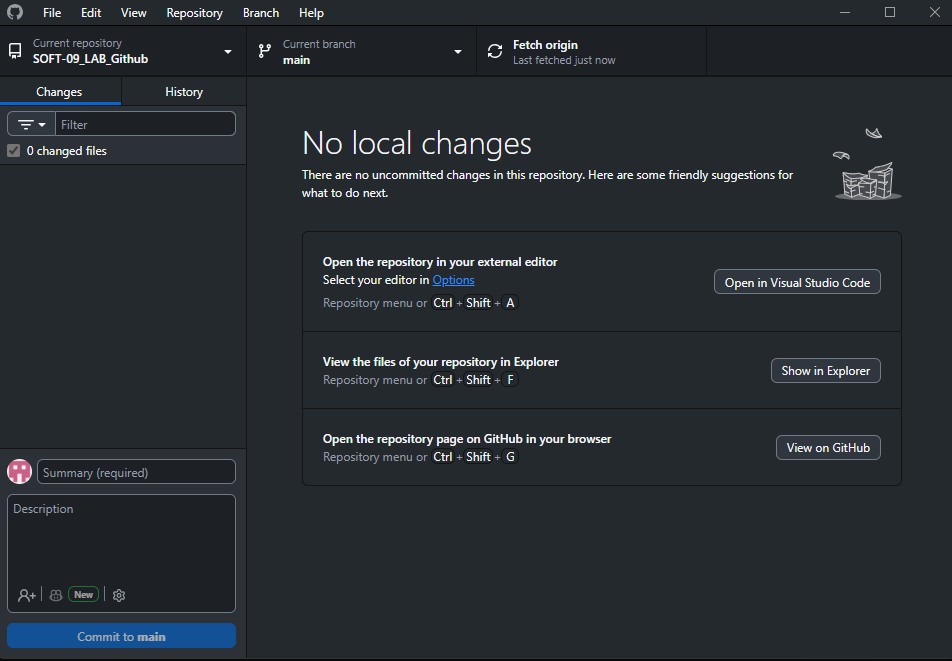 File Edit View Repository Branch Help
Current repository
SOFT-09_LAB_Github
Current branch
main
Fetch origin
Last fetched just now
Changes History
Filter
0 changed files
No local changes
There are no uncommitted changes in this repository. Here are some friendly suggestions for
what to do next.
Open the repository in your external editor
Select your editor in Options
Repository menu or Ctrl + Shift + A
Open in Visual Studio Code
View the files of your repository in Explorer
Repository menu or Ctrl + Shift + F
Show in Explorer
Open the repository page on GitHub in your browser
Repository menu or Ctrl + Shift + G
View on GitHub
Summary (required)
Description
New
Commit to main